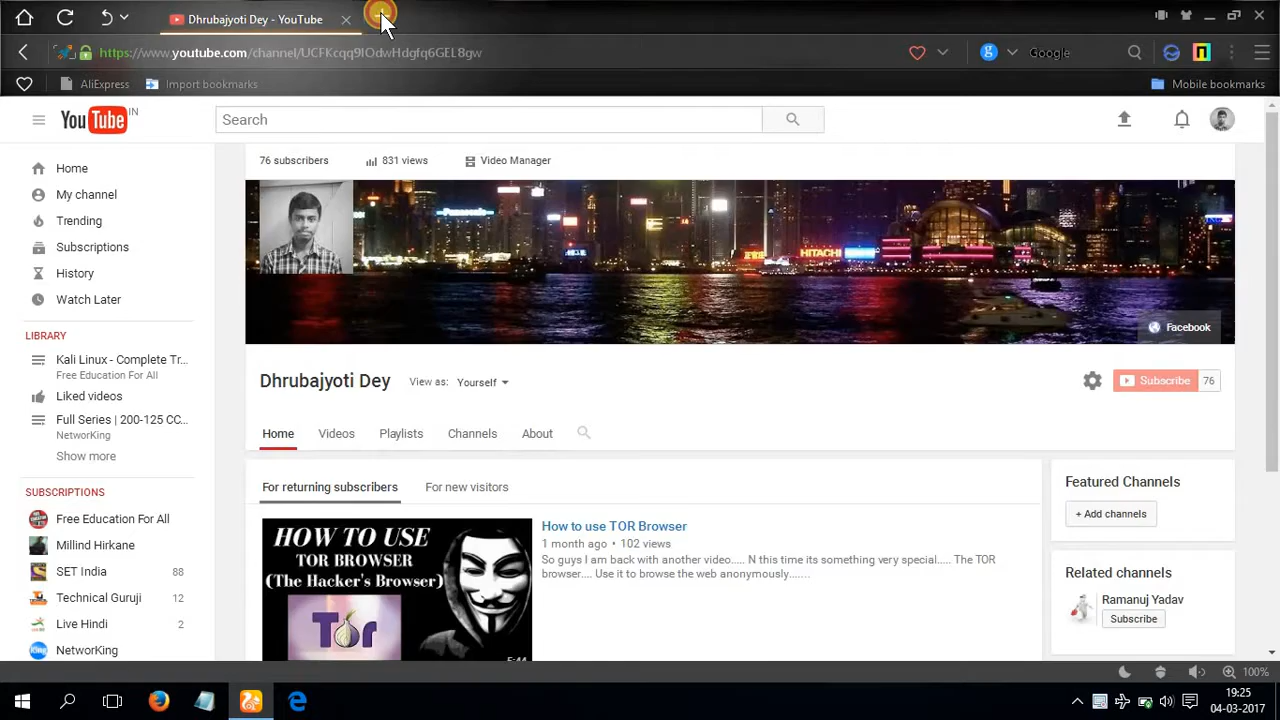 Dhrubajyoti Dey - YouTube
https://www.youtube.com/channel/UCFKcqq9IOdwHdgfq6GEL8gw
Google
AliExpress
Import bookmarks
Mobile bookmarks
YouTube IN
Search
76 subscribers
831 views
Video Manager
Home
My channel
Trending
Subscriptions
History
Watch Later
LIBRARY
Kali Linux - Complete Tr...
Free Education For All
Liked videos
Full Series | 200-125 CC...
NetworKing
Show more
SUBSCRIPTIONS
Free Education For All
Millind Hirkane
SET India 88
Technical Guruji 12
Live Hindi 2
NetworKing
Panasonic
HITACHI
Facebook
Dhrubajyoti Dey
View as: Yourself
Subscribe 76
Home Videos Playlists Channels About
For returning subscribers
For new visitors
HOW TO USE
TOR BROWSER
(The Hacker's Browser)
Tor
5:44
How to use TOR Browser
1 month ago • 102 views
So guys I am back with another video..... N this time its something very special..... The TOR
browser.... Use it to browse the web anonymously.......
Featured Channels
+ Add channels
Related channels
Ramanuj Yadav
Subscribe
100%
19:25
04-03-2017